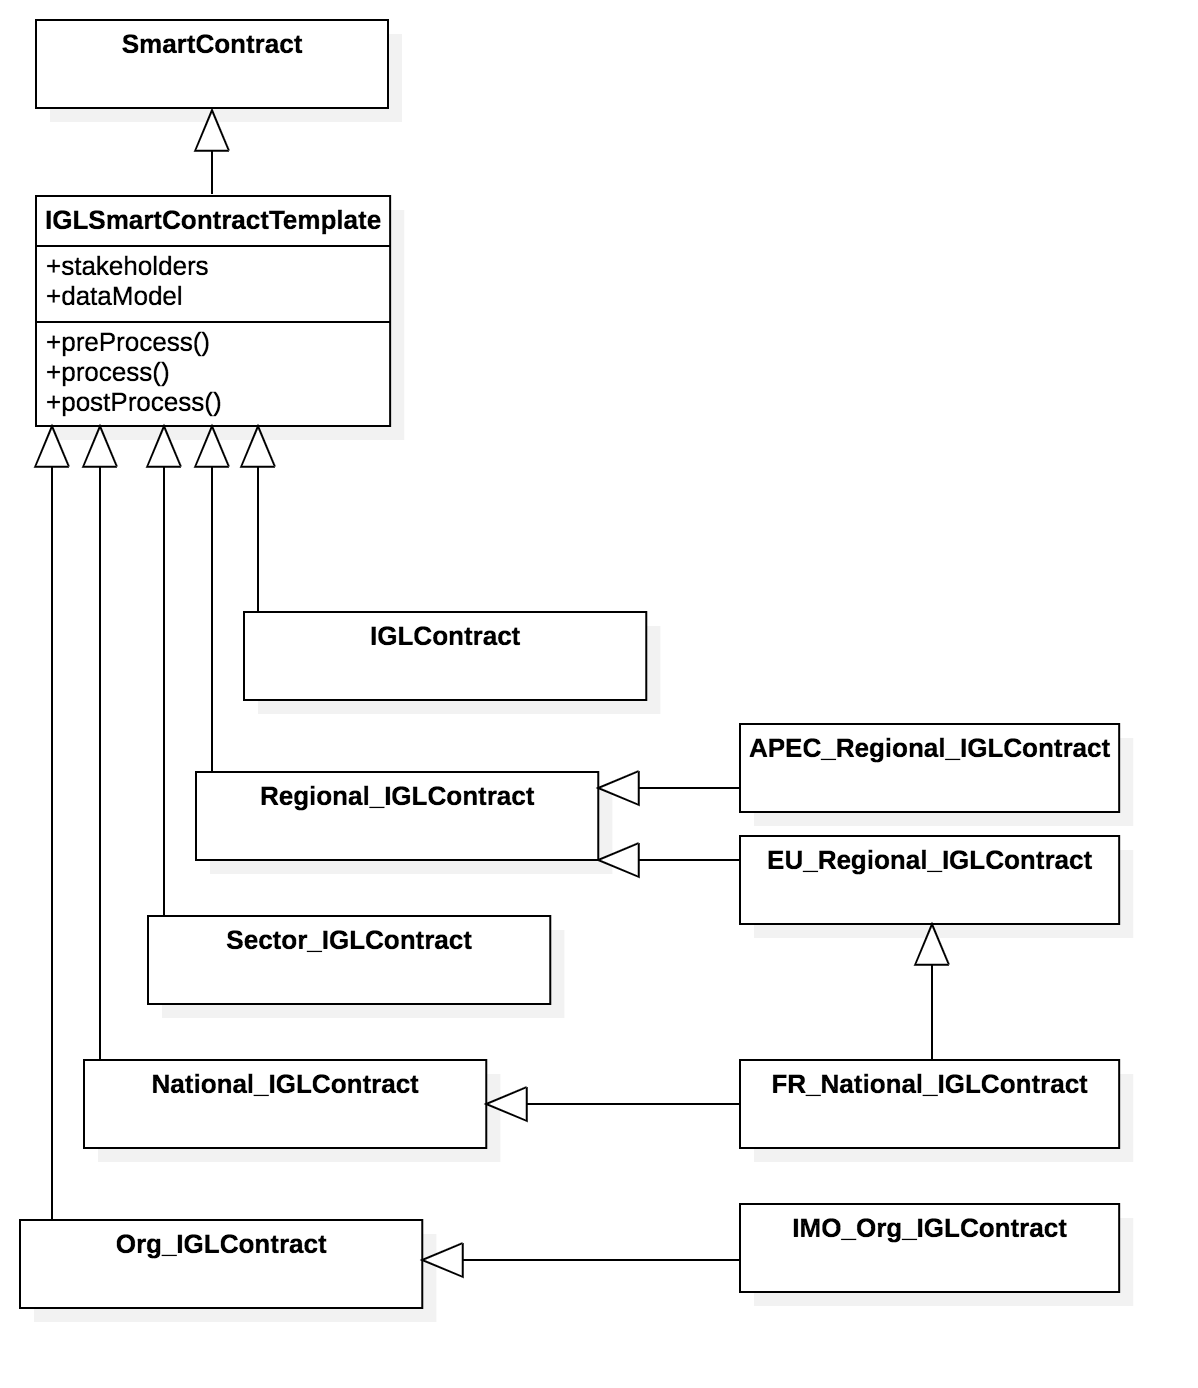 SmartContract
IGLSmartContractTemplate
+stakeholders
+dataModel
+preProcess()
+process()
+postProcess()
IGLContract
APEC_Regional_IGLContract
Regional_IGLContract
EU_Regional_IGLContract
Sector_IGLContract
National_IGLContract
FR_National_IGLContract
Org_IGLContract
IMO_Org_IGLContract